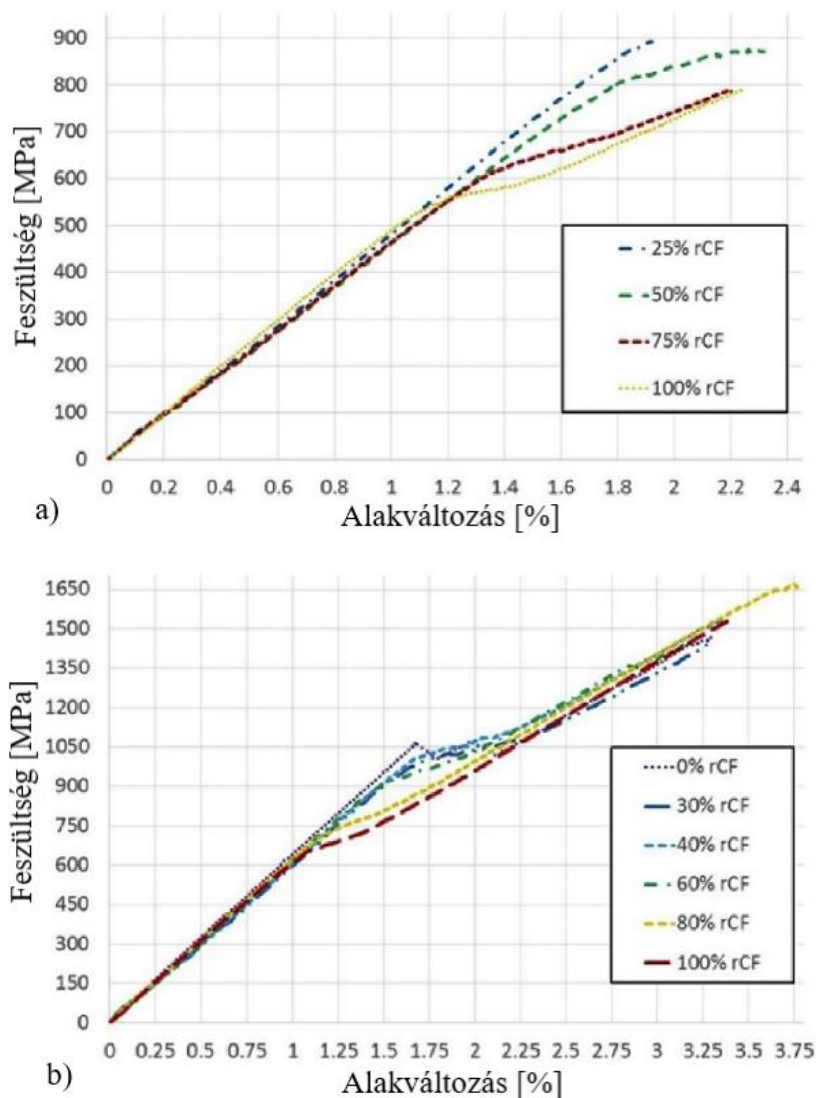 900
800
700
600
500
400
300
200
100
0
Feszültség [MPa]
25% rCF
50% rCF
75% rCF
100% rCF
0 0.2 0.4 0.6 0.8 1 1.2 1.4 1.6 1.8 2 2.2 2.4
a)
Alakváltozás [%]
1650
1500
1350
1200
1050
900
750
600
450
300
150
0
Feszültség [MPa]
0% rCF
30% rCF
40% rCF
60% rCF
80% rCF
100% rCF
0 0.25 0.5 0.75 1 1.25 1.5 1.75 2 2.25 2.5 2.75 3 3.25 3.5 3.75
b)
Alakváltozás [%]